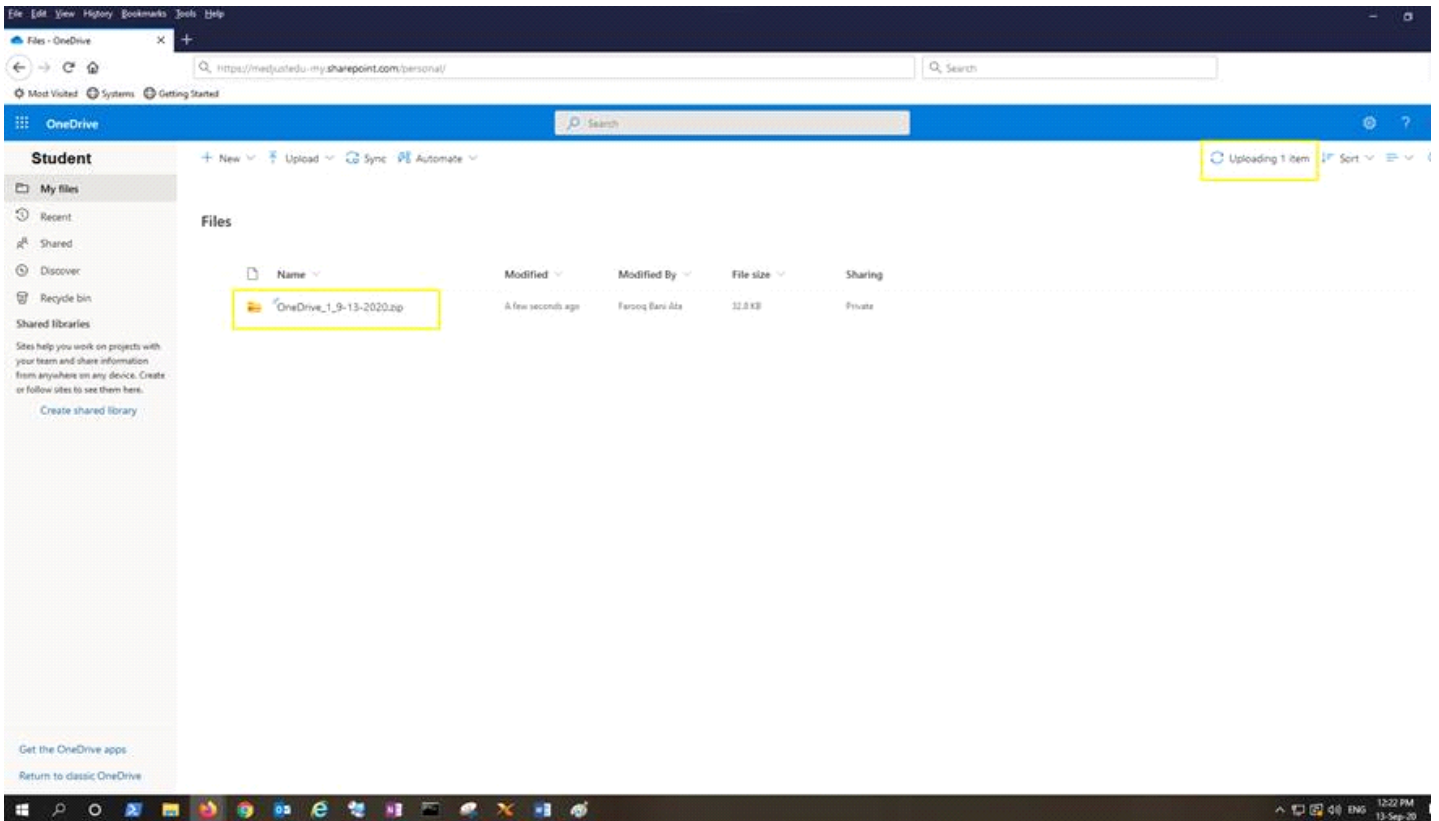 File Edit View History Bookmarks Tools Help
Files - OneDrive
https://medjustedu-my.sharepoint.com/personal/
Search
Most Visited Systems Getting Started
OneDrive
Search
Student
New Upload Sync Automate
Uploading 1 item Sort
My files
Recent
Shared
Discover
Recycle bin
Shared libraries
Sites help you work on projects with
your team and share information
from anywhere on any device. Create
or follow sites to see them here.
Create shared library
Files
Name Modified Modified By File size Sharing
OneDrive_1_9-13-2020.zip A few seconds ago Farooq Bani Ata 32.8 KB Private
Get the OneDrive apps
Return to classic OneDrive
ENG
12:22 PM
13-Sep-20